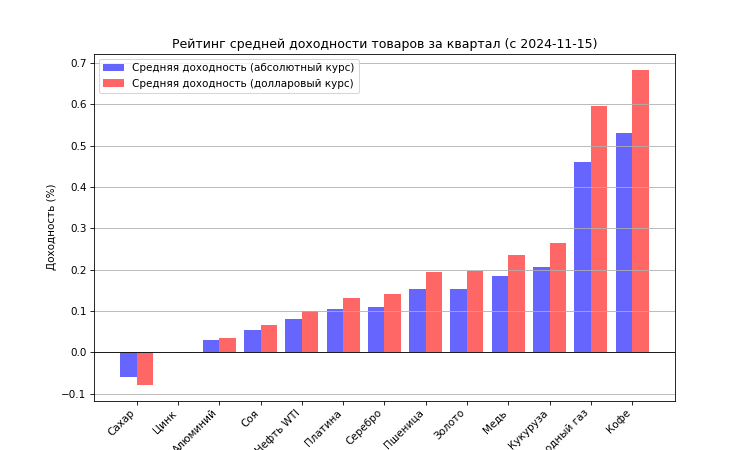 Рейтинг средней доходности товаров за квартал (с 2024-11-15)
Средняя доходность (абсолютный курс)
Средняя доходность (долларовый курс)
Доходность (%)
0.7
0.6
0.5
0.4
0.3
0.2
0.1
0.0
−0.1
Сахар
Цинк
Алюминий
Соя
Нефть WTI
Платина
Серебро
Пшеница
Золото
Медь
Кукуруза
газ
Кофе